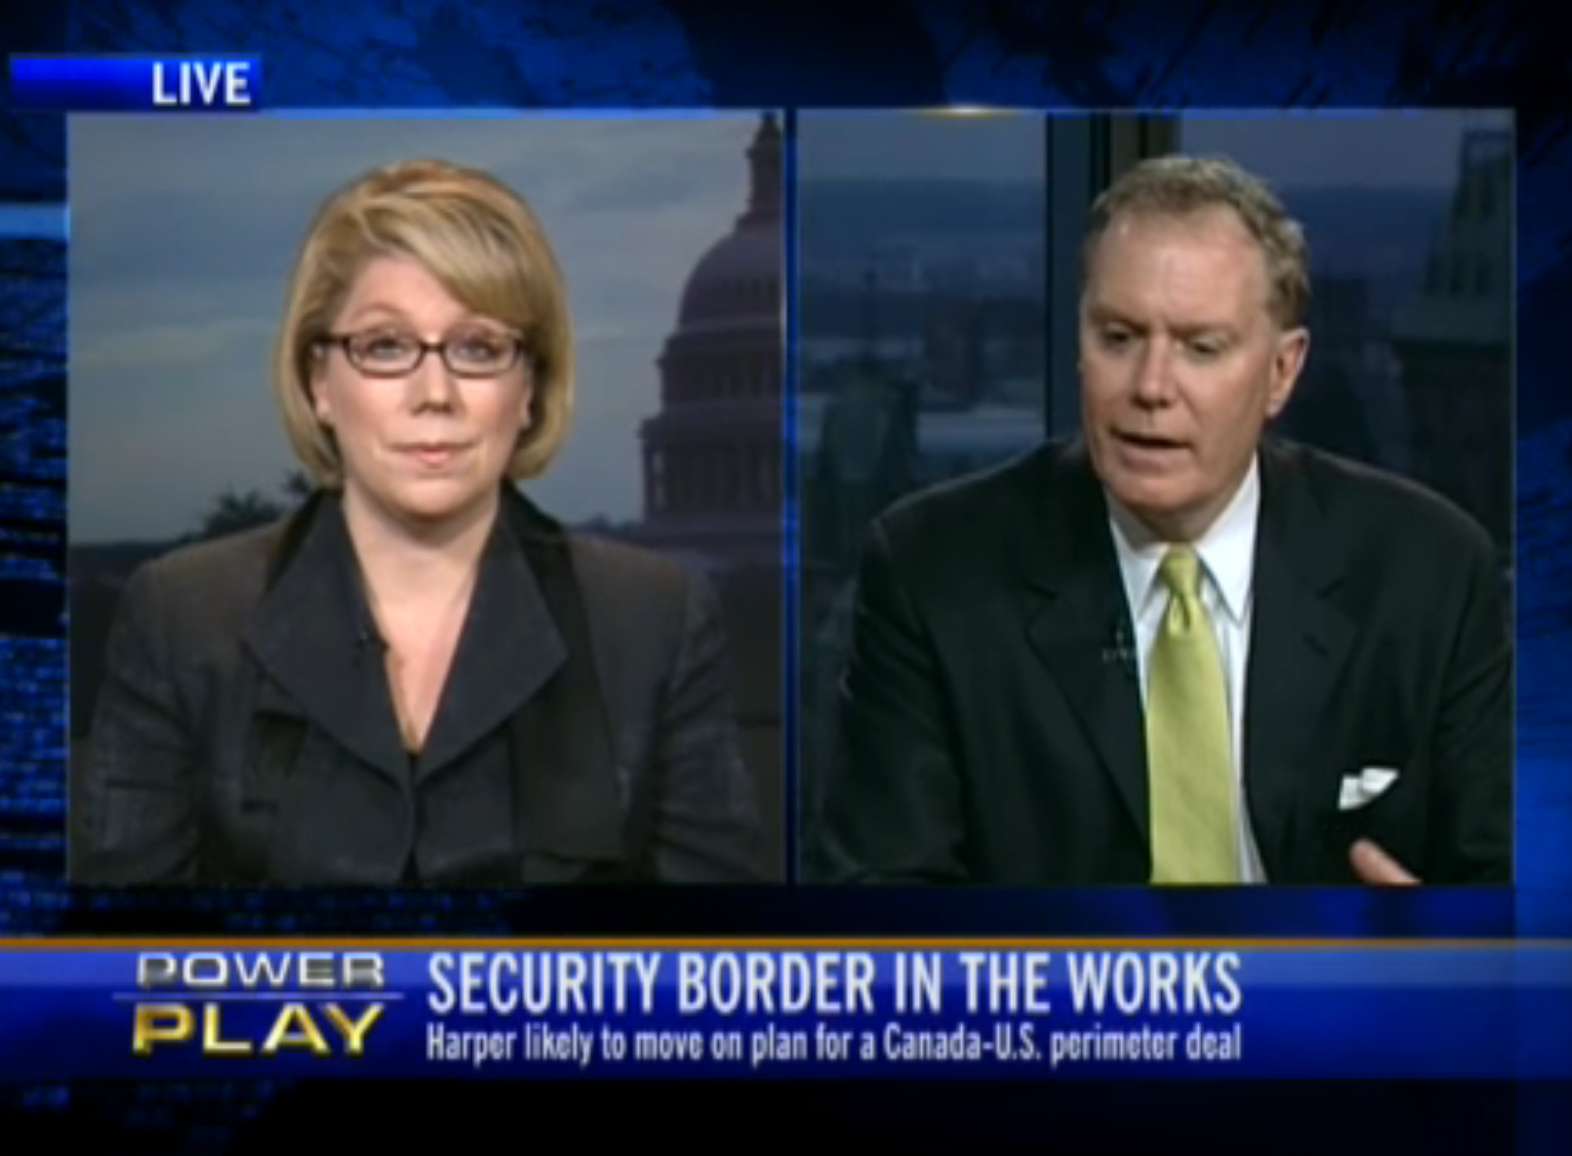 LIVE
POWER
PLAY
SECURITY BORDER IN THE WORKS
Harper likely to move on plan for a Canada-U.S. perimeter deal